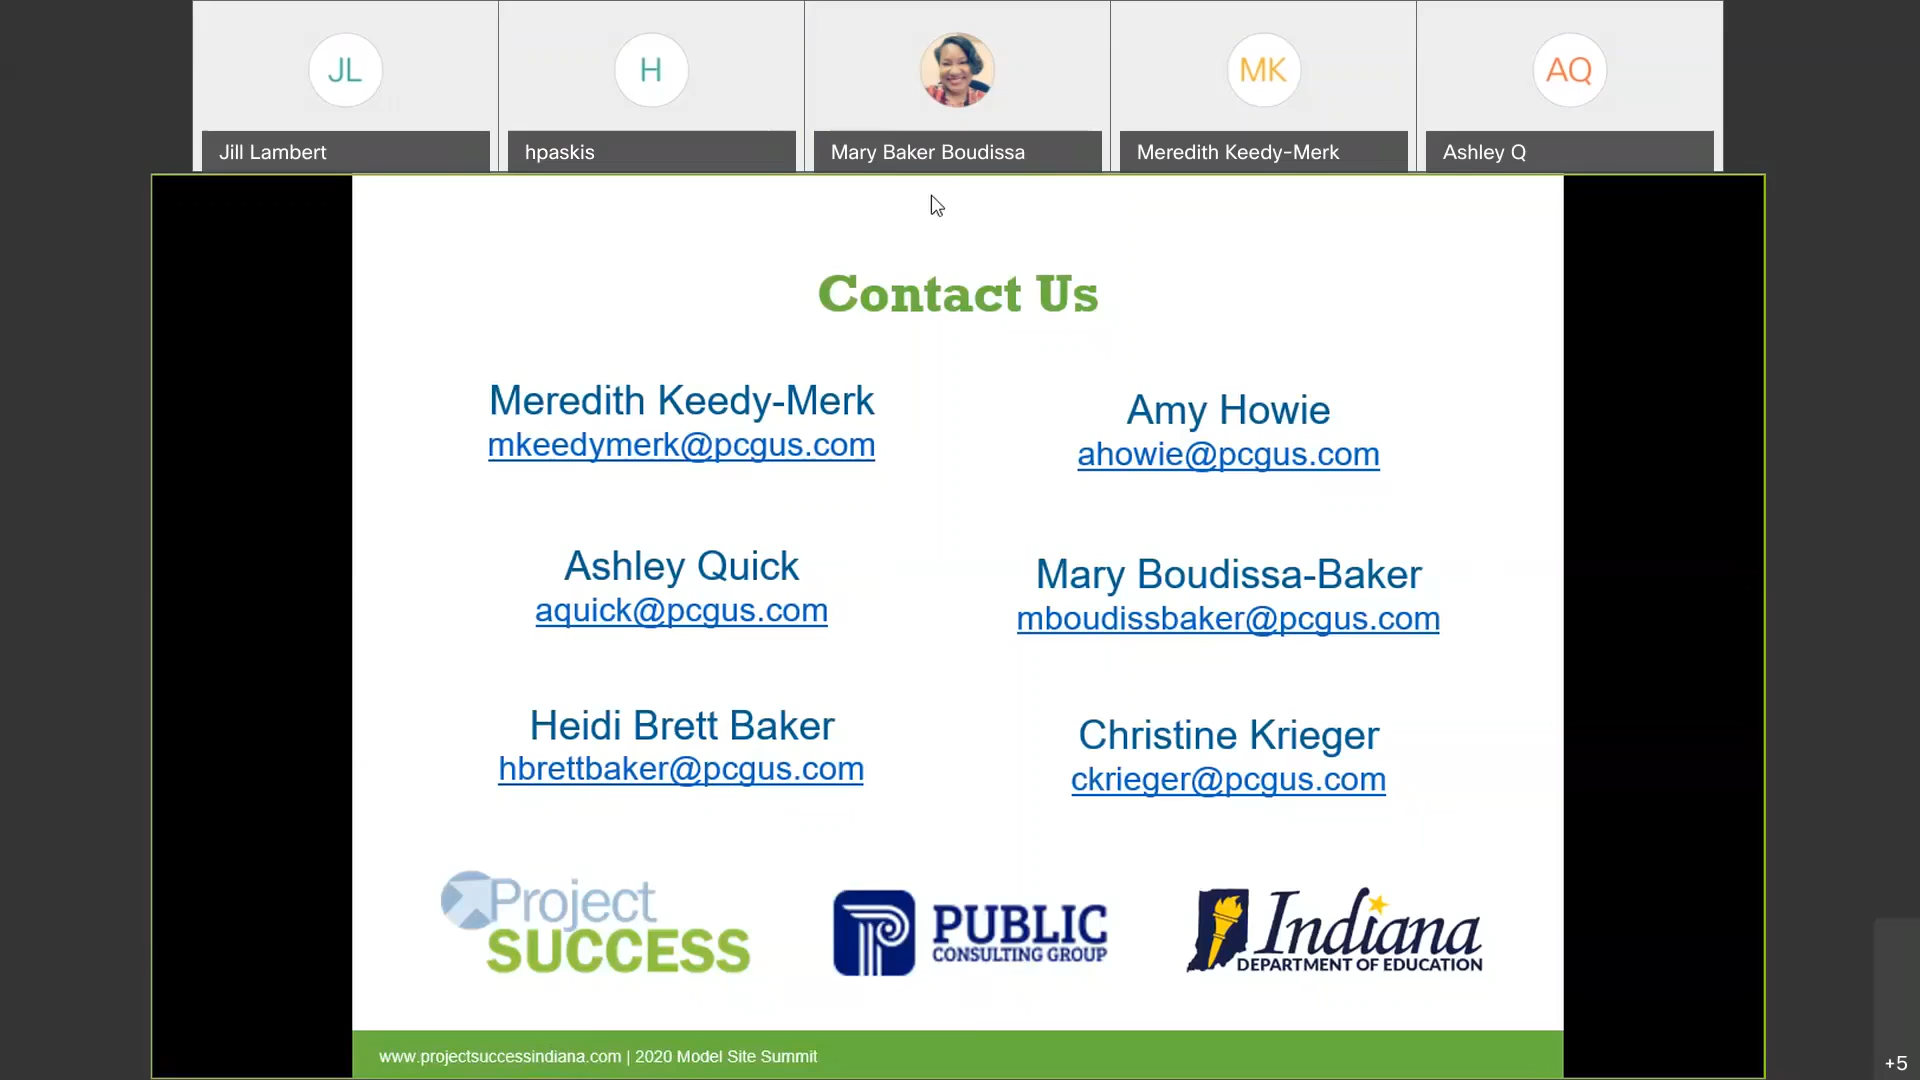 JL
H
MK
AQ
Jill Lambert
hpaskis
Mary Baker Boudissa
Meredith Keedy-Merk
Ashley Q
Contact Us
Meredith Keedy-Merk
mkeedymerk@pcgus.com
Amy Howie
ahowie@pcgus.com
Ashley Quick
aquick@pcgus.com
Mary Boudissa-Baker
mboudissbaker@pcgus.com
Heidi Brett Baker
hbrettbaker@pcgus.com
Christine Krieger
ckrieger@pcgus.com
Project
SUCCESS
PUBLIC
CONSULTING GROUP
Indiana
DEPARTMENT OF EDUCATION
www.projectsuccessindiana.com | 2020 Model Site Summit
+5